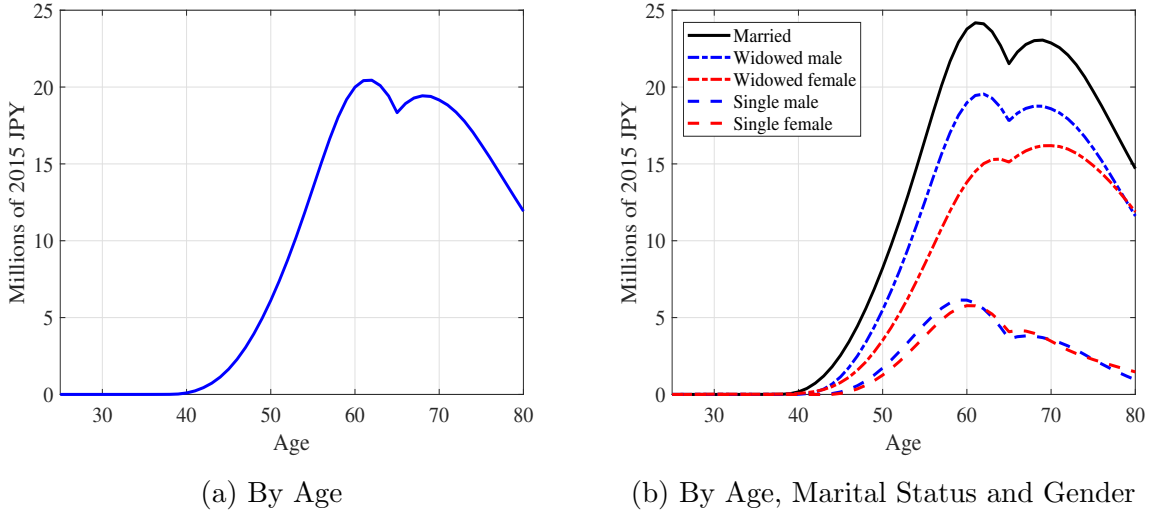 25
20
15
10
5
0
30
40
50
60
70
80
Millions of 2015 JPY
Age
(a) By Age
25
20
15
10
5
0
30
40
50
60
70
80
Millions of 2015 JPY
Age
Married
Widowed male
Widowed female
Single male
Single female
(b) By Age, Marital Status and Gender